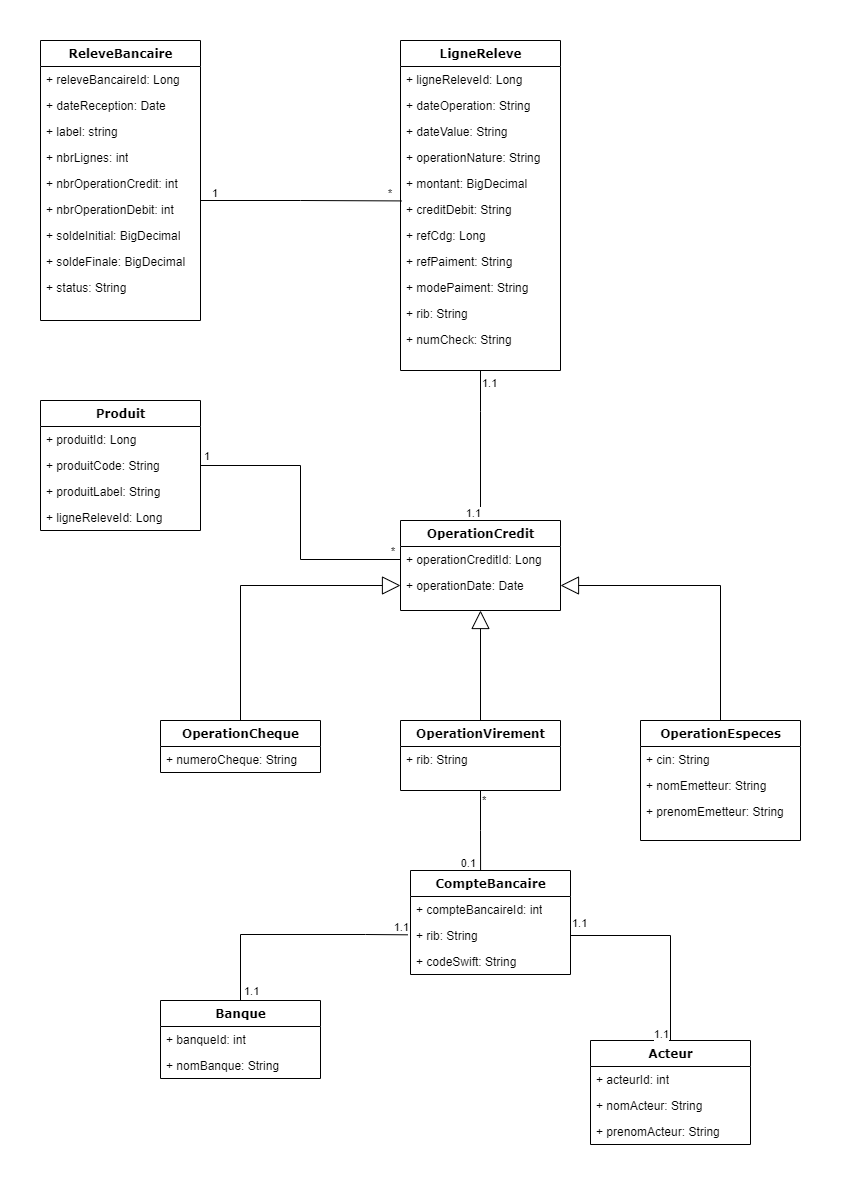 ReleveBancaire
+ releveBancaireId: Long
+ dateReception: Date
+ label: string
+ nbrLignes: int
+ nbrOperationCredit: int
+ nbrOperationDebit: int
+ soldeInitial: BigDecimal
+ soldeFinale: BigDecimal
+ status: String
1
*
LigneReleve
+ ligneReleveId: Long
+ dateOperation: String
+ dateValue: String
+ operationNature: String
+ montant: BigDecimal
+ creditDebit: String
+ refCdg: Long
+ refPaiment: String
+ modePaiment: String
+ rib: String
+ numCheck: String
1.1
1.1
Produit
+ produitId: Long
+ produitCode: String
+ produitLabel: String
+ ligneReleveId: Long
1
*
OperationCredit
+ operationCreditId: Long
+ operationDate: Date
OperationCheque
+ numeroCheque: String
OperationVirement
+ rib: String
OperationEspeces
+ cin: String
+ nomEmetteur: String
+ prenomEmetteur: String
*
0.1
CompteBancaire
+ compteBancaireId: int
+ rib: String
+ codeSwift: String
1.1
1.1
1.1
1.1
Banque
+ banqueId: int
+ nomBanque: String
Acteur
+ acteurId: int
+ nomActeur: String
+ prenomActeur: String